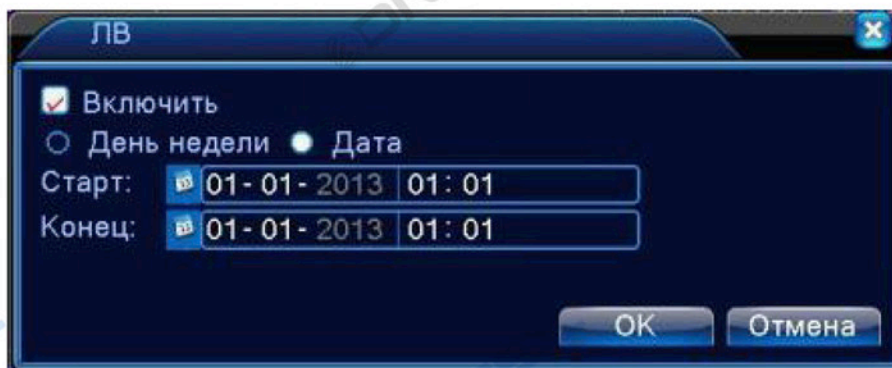 ЛВ
Включить
День недели Дата
Старт: 01-01-2013 01:01
Конец: 01-01-2013 01:01
OK Отмена